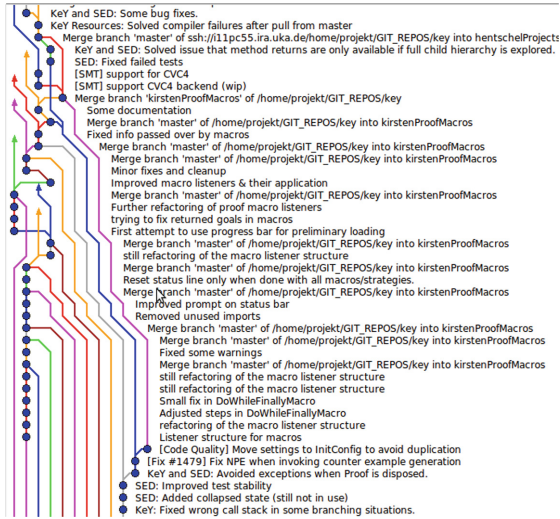 KeY and SED: Some bug fixes.
KeY Resources: Solved compiler failures after pull from master
Merge branch 'master' of ssh://i11pc55.ira.uka.de/home/projekt/GIT_REPOS/key into hentschelProjects
KeY and SED: Solved issue that method returns are only available if full child hierarchy is explored.
SED: Fixed failed tests
[SMT] support for CVC4
[SMT] support CVC4 backend (wip)
Merge branch 'kirstenProofMacros' of /home/projekt/GIT_REPOS/key
Some documentation
Merge branch 'master' of /home/projekt/GIT_REPOS/key into kirstenProofMacros
Fixed info passed over by macros
Merge branch 'master' of /home/projekt/GIT_REPOS/key into kirstenProofMacros
Merge branch 'master' of /home/projekt/GIT_REPOS/key into kirstenProofMacros
Minor fixes and cleanup
Improved macro listeners & their application
Merge branch 'master' of /home/projekt/GIT_REPOS/key into kirstenProofMacros
Further refactoring of proof macro listeners
trying to fix returned goals in macros
First attempt to use progress bar for preliminary loading
Merge branch 'master' of /home/projekt/GIT_REPOS/key into kirstenProofMacros
still refactoring of the macro listener structure
Merge branch 'master' of /home/projekt/GIT_REPOS/key into kirstenProofMacros
Reset status line only when done with all macros/strategies.
Merge branch 'master' of /home/projekt/GIT_REPOS/key into kirstenProofMacros
Improved prompt on status bar
Removed unused imports
Merge branch 'master' of /home/projekt/GIT_REPOS/key into kirstenProofMacros
Merge branch 'master' of /home/projekt/GIT_REPOS/key into kirstenProofMacros
Fixed some warnings
Merge branch 'master' of /home/projekt/GIT_REPOS/key into kirstenProofMacros
still refactoring of the macro listener structure
still refactoring of the macro listener structure
Small fix in DoWhileFinallyMacro
Adjusted steps in DoWhileFinallyMacro
refactoring of the macro listener structure
Listener structure for macros
[Code Quality] Move settings to InitConfig to avoid duplication
[Fix #1479] Fix NPE when invoking counter example generation
KeY and SED: Avoided exceptions when Proof is disposed.
SED: Improved test stability
SED: Added collapsed state (still not in use)
KeY: Fixed wrong call stack in some branching situations.